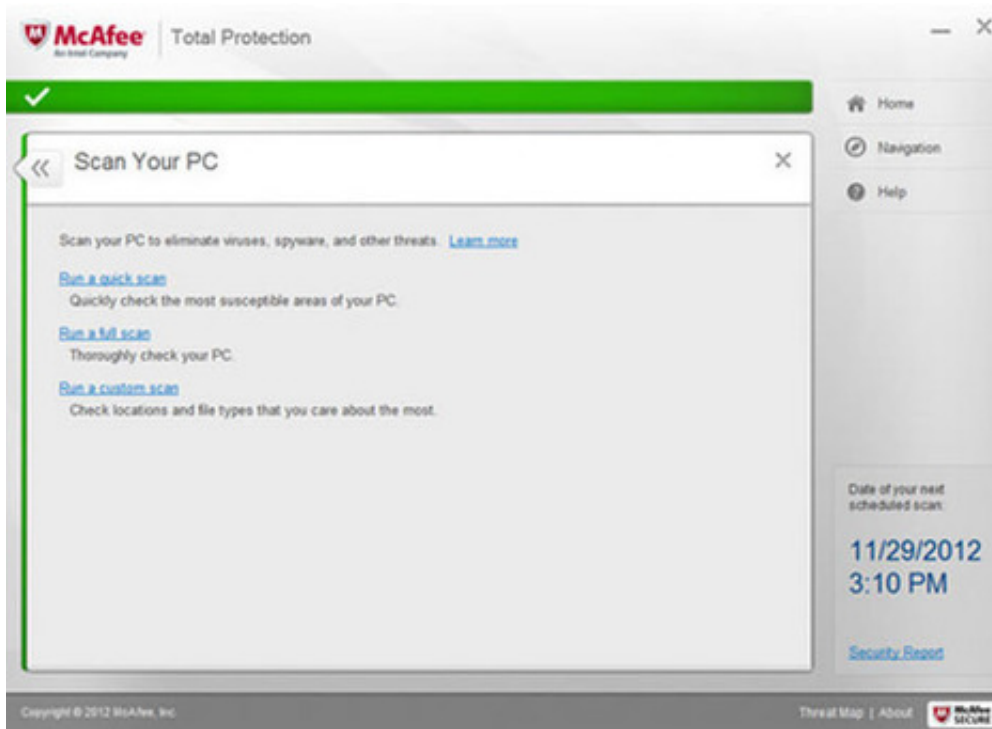 McAfee
An Intel Company
Total Protection
Home
Navigation
Help
Scan Your PC
Scan your PC to eliminate viruses, spyware, and other threats. Learn more
Run a quick scan
Quickly check the most susceptible areas of your PC.
Run a full scan
Thoroughly check your PC.
Run a custom scan
Check locations and file types that you care about the most.
Date of your next
scheduled scan:
11/29/2012
3:10 PM
Security Report
Copyright © 2012 McAfee, Inc.
Threat Map | About
McAfee
SECURE